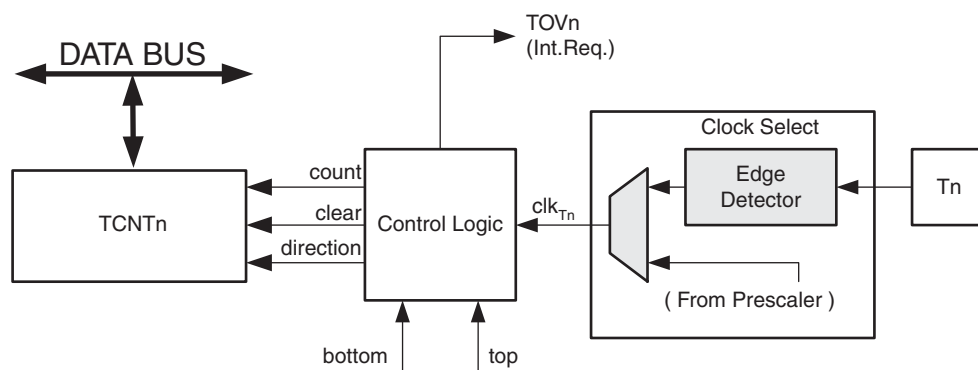 TOVn
(Int.Req.)
DATA BUS
Clock Select
count
Edge
Detector
Tn
TCNTn
clear
Control Logic
clkTn
direction
( From Prescaler )
bottom
top